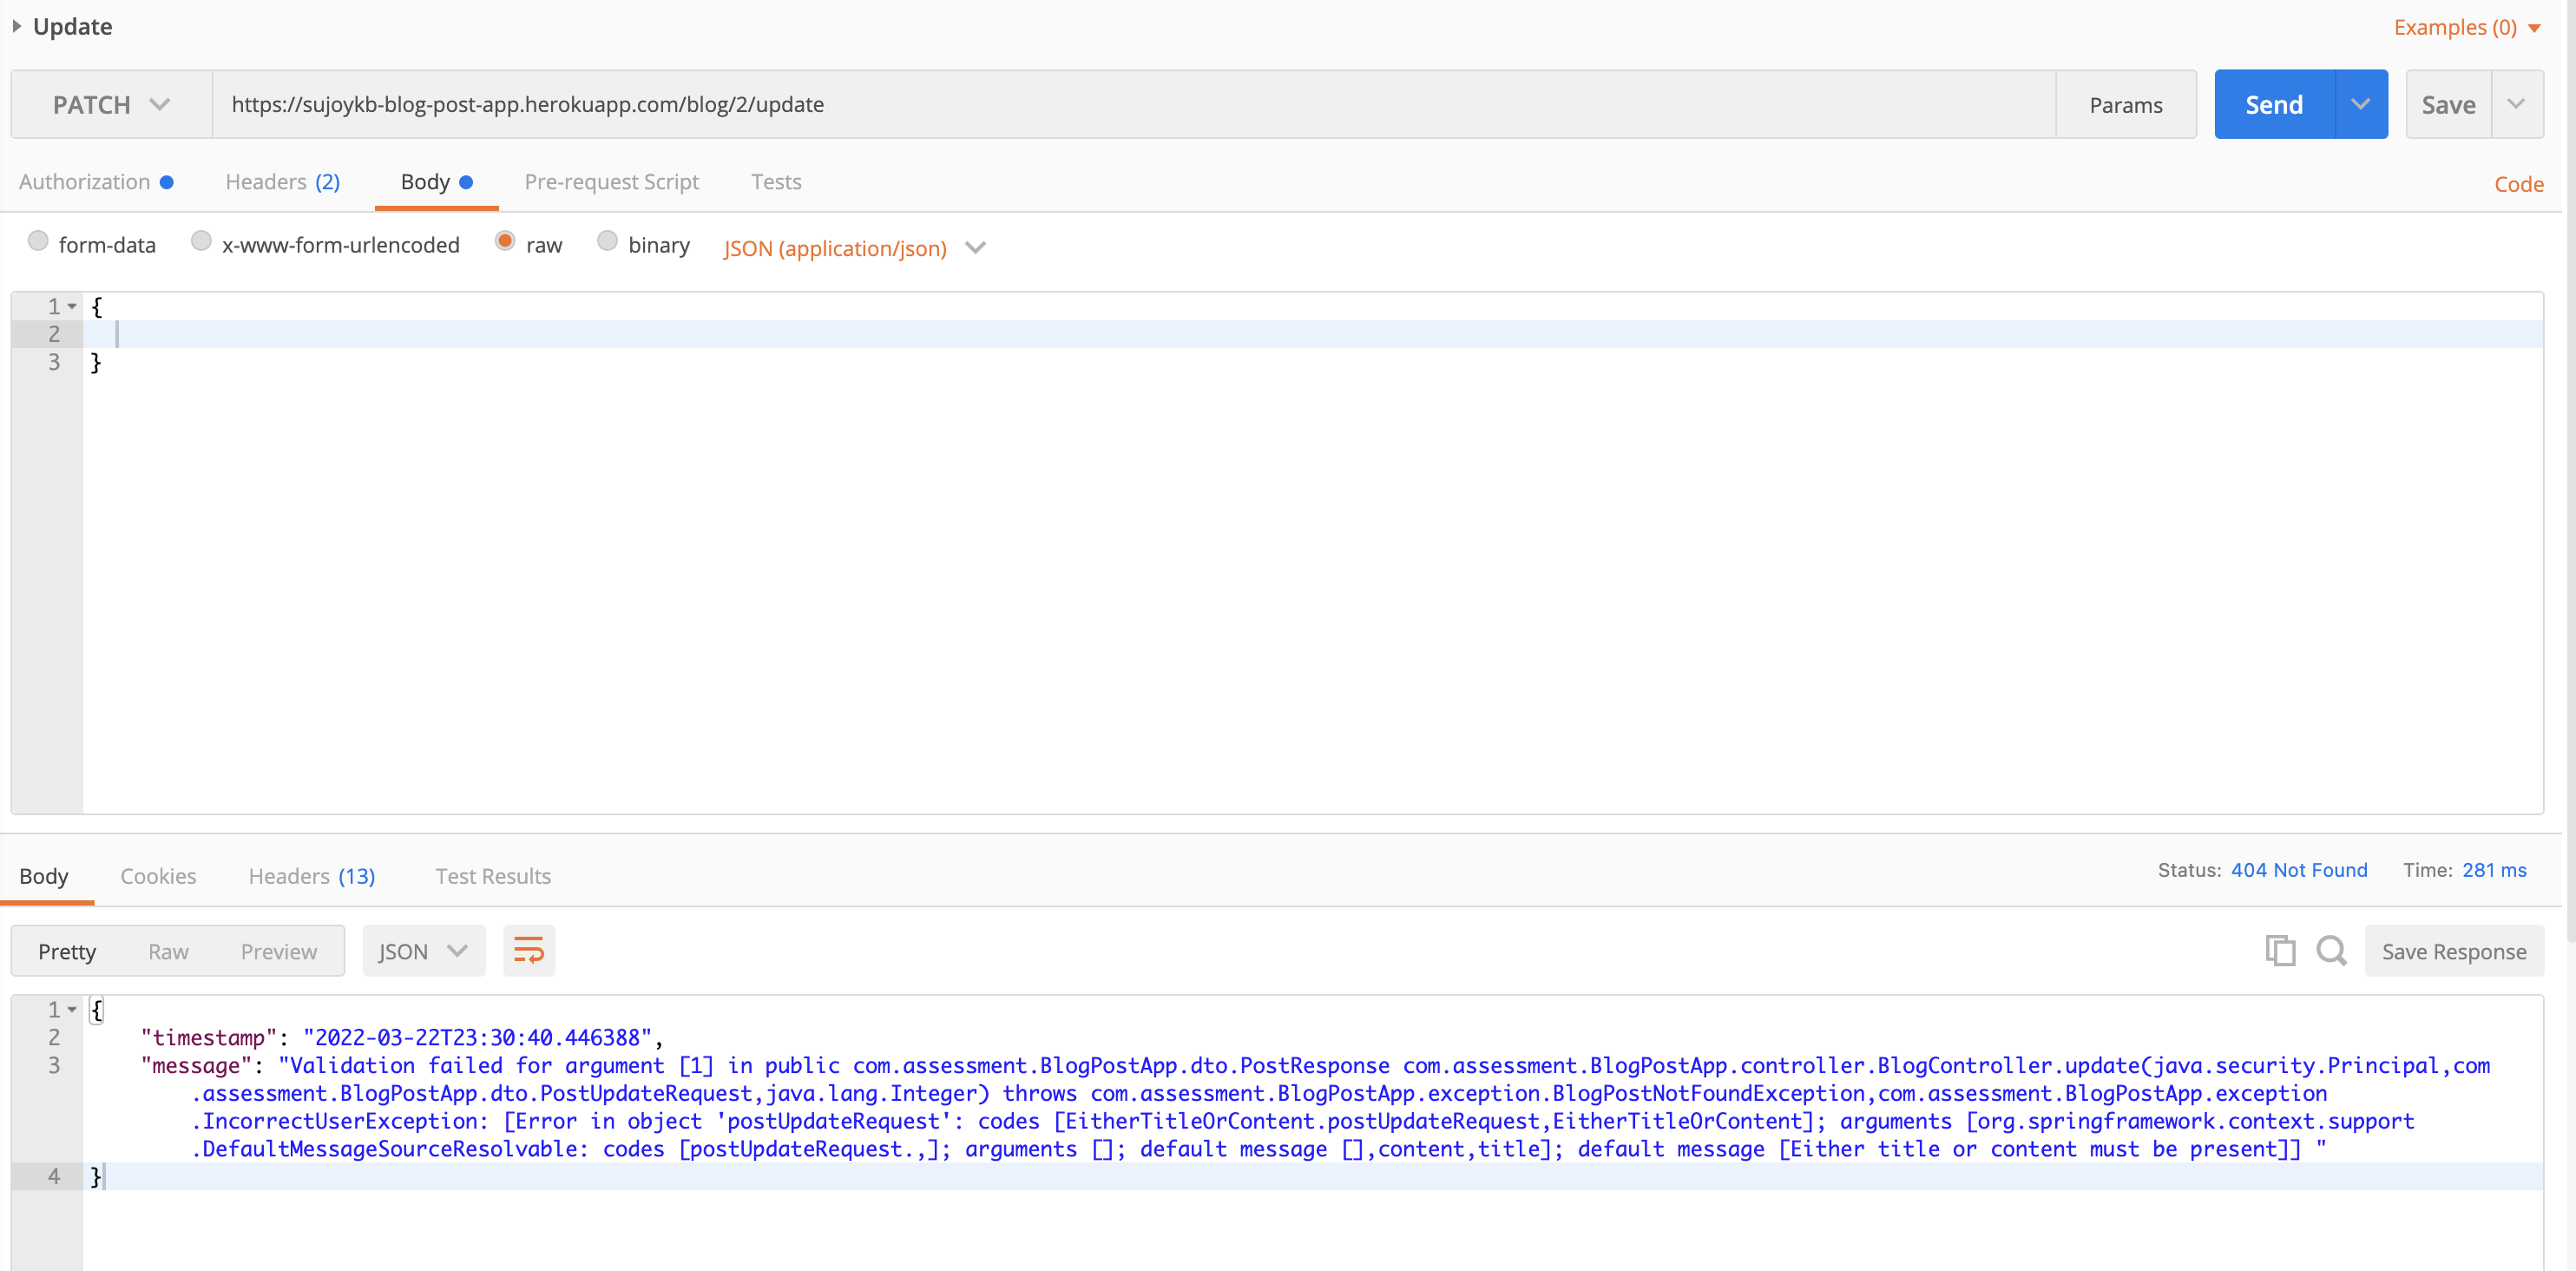 Update
Examples (0)
PATCH
https://sujoykb-blog-post-app.herokuapp.com/blog/2/update
Params
Send
Save
Authorization
Headers (2)
Body
Pre-request Script
Tests
Code
form-data
x-www-form-urlencoded
raw
binary
JSON (application/json)
1 {
2
3 }
Body
Cookies
Headers (13)
Test Results
Status: 404 Not Found
Time: 281 ms
Pretty
Raw
Preview
JSON
Save Response
1 {
2 "timestamp": "2022-03-22T23:30:40.446388",
3 "message": "Validation failed for argument [1] in public com.assessment.BlogPostApp.dto.PostResponse com.assessment.BlogPostApp.controller.BlogController.update(java.security.Principal,com
.assessment.BlogPostApp.dto.PostUpdateRequest,java.lang.Integer) throws com.assessment.BlogPostApp.exception.BlogPostNotFoundException,com.assessment.BlogPostApp.exception
.IncorrectUserException: [Error in object 'postUpdateRequest': codes [EitherTitleOrContent.postUpdateRequest,EitherTitleOrContent]; arguments [org.springframework.context.support
.DefaultMessageSourceResolvable: codes [postUpdateRequest.,]; arguments []; default message [],content,title]; default message [Either title or content must be present]] "
4 }